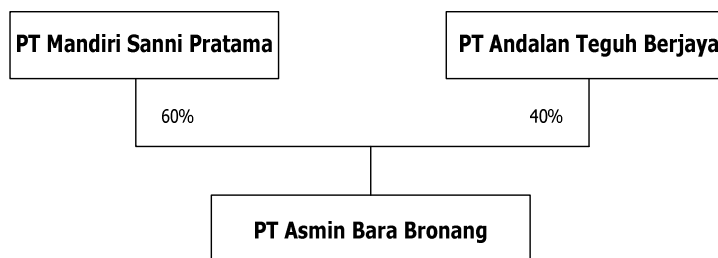 PT Mandiri Sanni Pratama
PT Andalan Teguh Berjaya
60%
40%
PT Asmin Bara Bronang